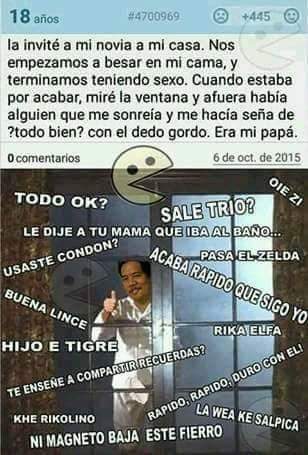 18 años #4700969 +445
la invité a mi novia a mi casa. Nos
empezamos a besar en mi cama, y
terminamos teniendo sexo. Cuando estaba
por acabar, miré la ventana y afuera había
alguien que me sonreía y me hacía seña de
?todo bien? con el dedo gordo. Era mi papá.
0 comentarios 6 de oct. de 2015
OIE ZI
TODO OK?
SALE TRIO?
LE DIJE A TU MAMA QUE IBA AL BAÑO...
USASTE CONDON?
PASA EL ZELDA
ACABA RAPIDO QUE SIGO YO
BUENA LINCE
RIKA ELFA
HIJO E TIGRE
TE ENSEÑE A COMPARTIR RECUERDAS?
RAPIDO, RAPIDO, DURO CON EL!
KHE RIKOLINO
LA WEA KE SALPICA
NI MAGNETO BAJA ESTE FIERRO